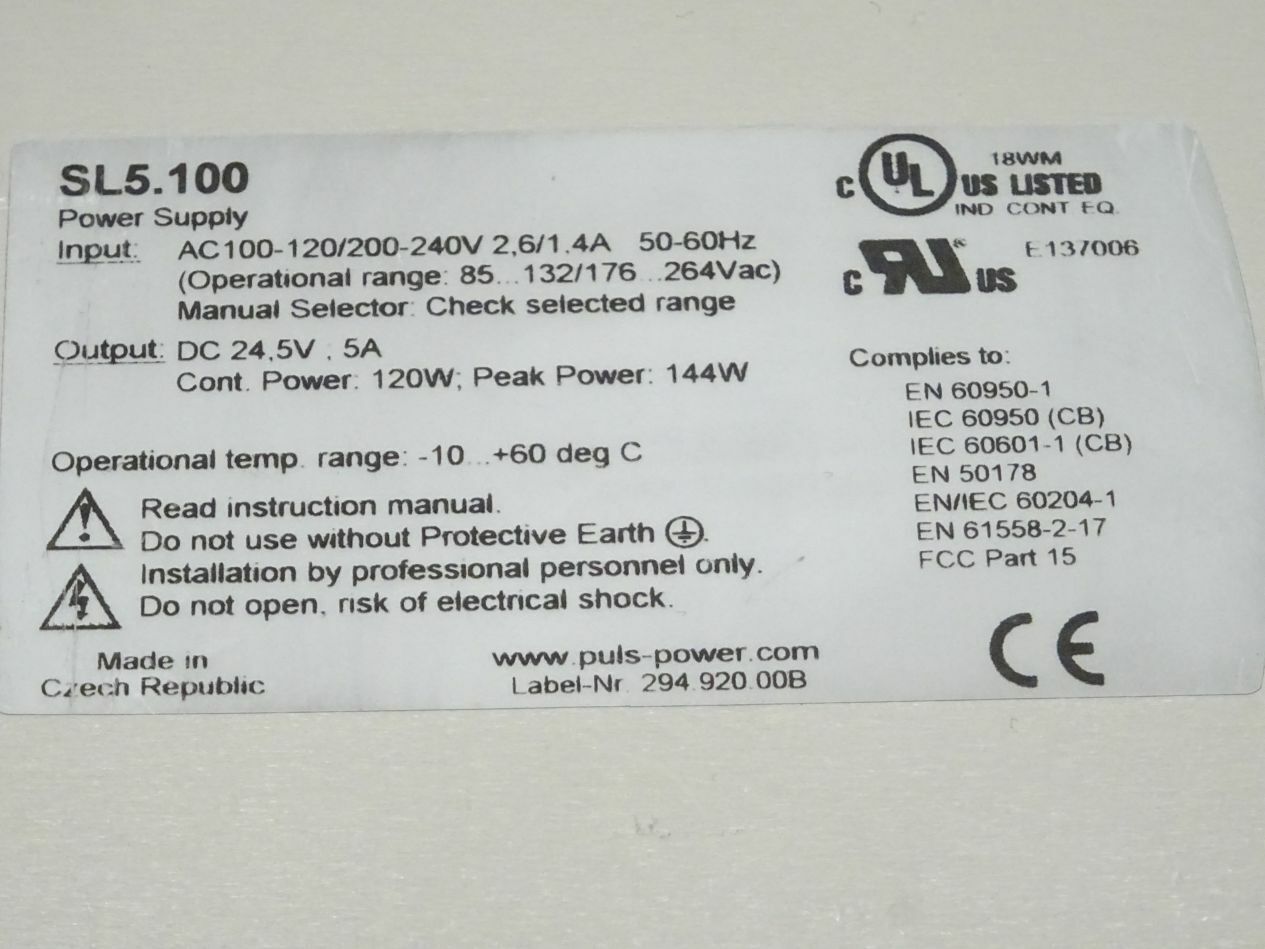 SL5.100
Power Supply
Input: AC100-120/200-240V 2,6/1,4A 50-60Hz
(Operational range: 85...132/176...264Vac)
Manual Selector: Check selected range
Output: DC 24,5V , 5A
Cont. Power: 120W; Peak Power: 144W
Operational temp. range: -10...+60 deg C
Read instruction manual.
Do not use without Protective Earth.
Installation by professional personnel only.
Do not open, risk of electrical shock.
Made in
Czech Republic
www.puls-power.com
Label-Nr. 294.920.00B
18WM
C UL US LISTED
IND CONT EQ.
E137006
C RU US
Complies to:
EN 60950-1
IEC 60950 (CB)
IEC 60601-1 (CB)
EN 50178
EN/IEC 60204-1
EN 61558-2-17
FCC Part 15
CE